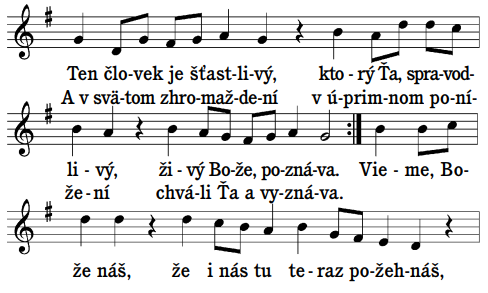 Ten člo-vek je šťast-li-vý, kto-rý Ťa, spra-vod-
A v svä-tom zhro-maž-de-ní v ú-prim-nom po-ní-
li-vý, ži-vý Bo-že, po-zná-va. Vie-me, Bo-
že-ní chvá-li Ťa a vy-zná-va.
že náš, že i nás tu te-raz po-žeh-náš,